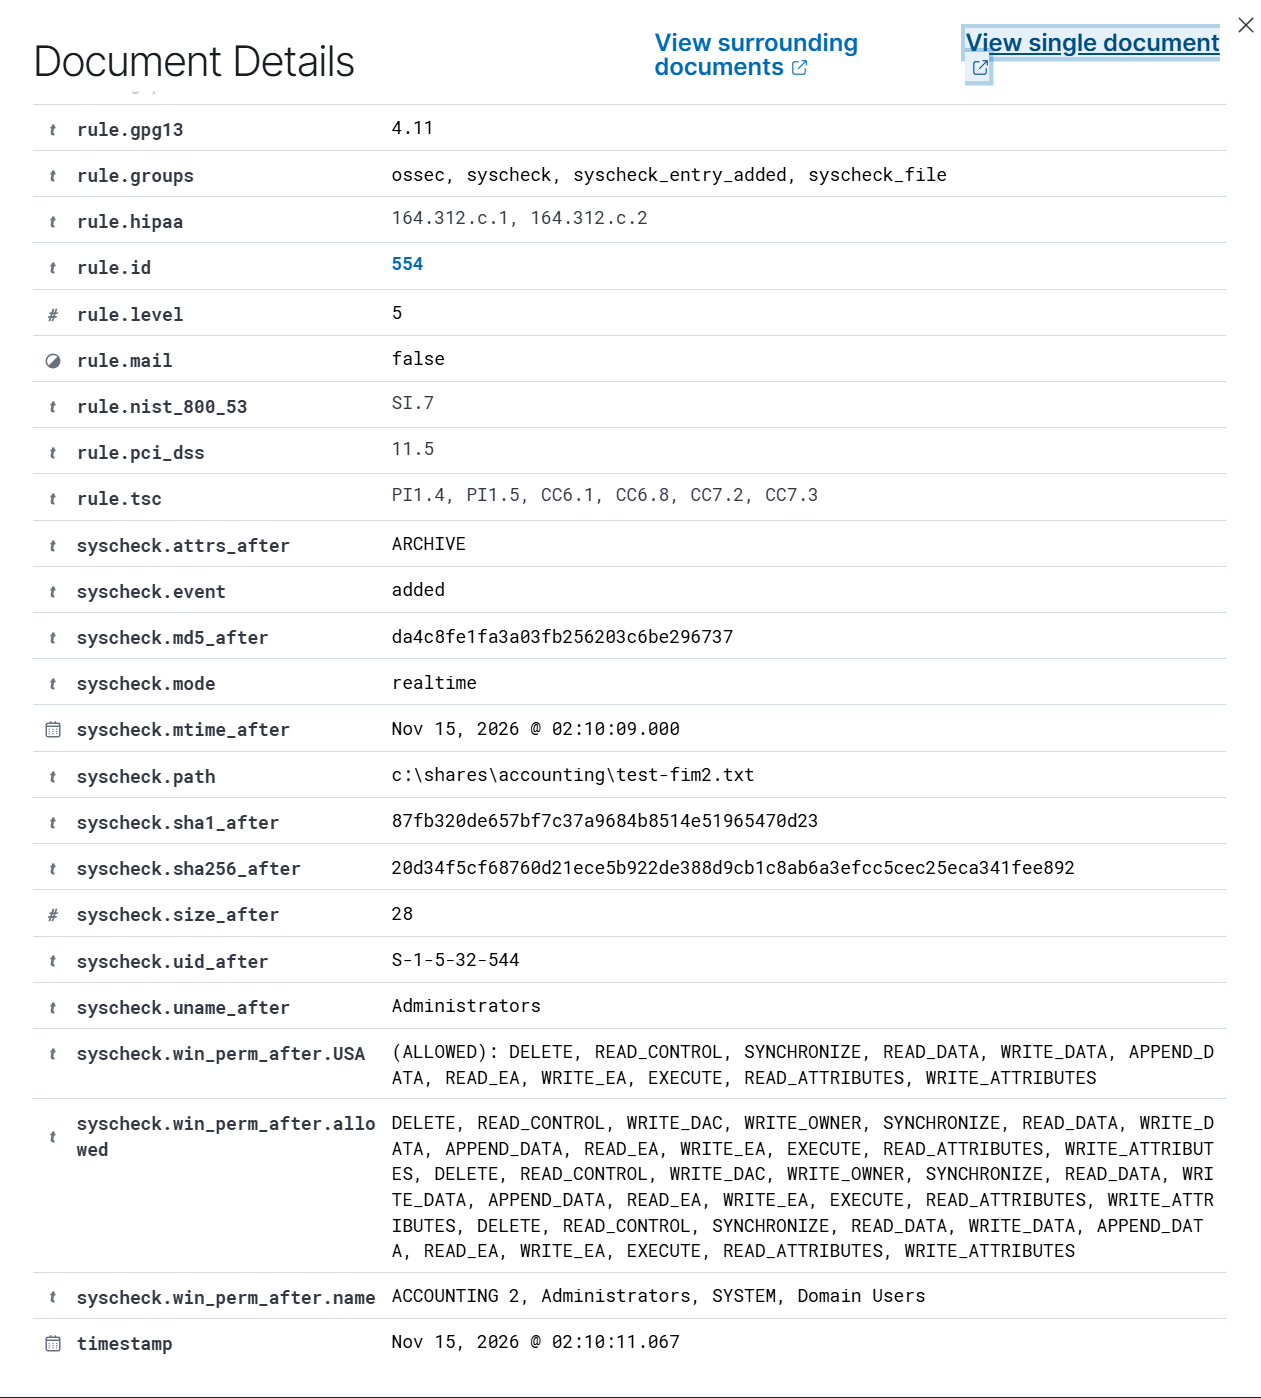 Document Details
View surrounding
documents
View single document
rule.gpg13
4.11
rule.groups
ossec, syscheck, syscheck_entry_added, syscheck_file
rule.hipaa
164.312.c.1, 164.312.c.2
rule.id
554
rule.level
5
rule.mail
false
rule.nist_800_53
SI.7
rule.pci_dss
11.5
rule.tsc
PI1.4, PI1.5, CC6.1, CC6.8, CC7.2, CC7.3
syscheck.attrs_after
ARCHIVE
syscheck.event
added
syscheck.md5_after
da4c8fe1fa3a03fb256203c6be296737
syscheck.mode
realtime
syscheck.mtime_after
Nov 15, 2026 @ 02:10:09.000
syscheck.path
c:\shares\accounting\test-fim2.txt
syscheck.sha1_after
87fb320de657bf7c37a9684b8514e51965470d23
syscheck.sha256_after
20d34f5cf68760d21ece5b922de388d9cb1c8ab6a3efcc5cec25eca341fee892
syscheck.size_after
28
syscheck.uid_after
S-1-5-32-544
syscheck.uname_after
Administrators
syscheck.win_perm_after.USA
(ALLOWED): DELETE, READ_CONTROL, SYNCHRONIZE, READ_DATA, WRITE_DATA, APPEND_D
ATA, READ_EA, WRITE_EA, EXECUTE, READ_ATTRIBUTES, WRITE_ATTRIBUTES
syscheck.win_perm_after.allo
wed
DELETE, READ_CONTROL, WRITE_DAC, WRITE_OWNER, SYNCHRONIZE, READ_DATA, WRITE_D
ATA, APPEND_DATA, READ_EA, WRITE_EA, EXECUTE, READ_ATTRIBUTES, WRITE_ATTRIBUT
ES, DELETE, READ_CONTROL, WRITE_DAC, WRITE_OWNER, SYNCHRONIZE, READ_DATA, WRI
TE_DATA, APPEND_DATA, READ_EA, WRITE_EA, EXECUTE, READ_ATTRIBUTES, WRITE_ATTR
IBUTES, DELETE, READ_CONTROL, SYNCHRONIZE, READ_DATA, WRITE_DATA, APPEND_DAT
A, READ_EA, WRITE_EA, EXECUTE, READ_ATTRIBUTES, WRITE_ATTRIBUTES
syscheck.win_perm_after.name
ACCOUNTING 2, Administrators, SYSTEM, Domain Users
timestamp
Nov 15, 2026 @ 02:10:11.067